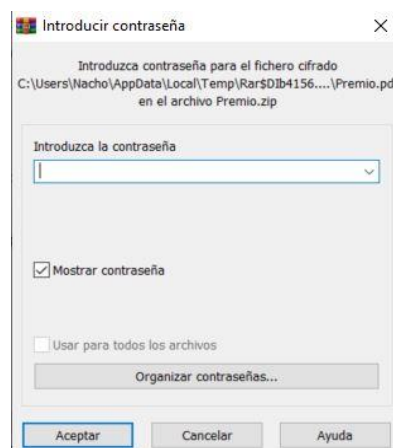 Introducir contraseña
Introduzca contraseña para el fichero cifrado
C:\Users\Nacho\AppData\Local\Temp\Rar$DIb4156....\Premio.pd
en el archivo Premio.zip
Introduzca la contraseña
Mostrar contraseña
Usar para todos los archivos
Organizar contraseñas...
Aceptar Cancelar Ayuda